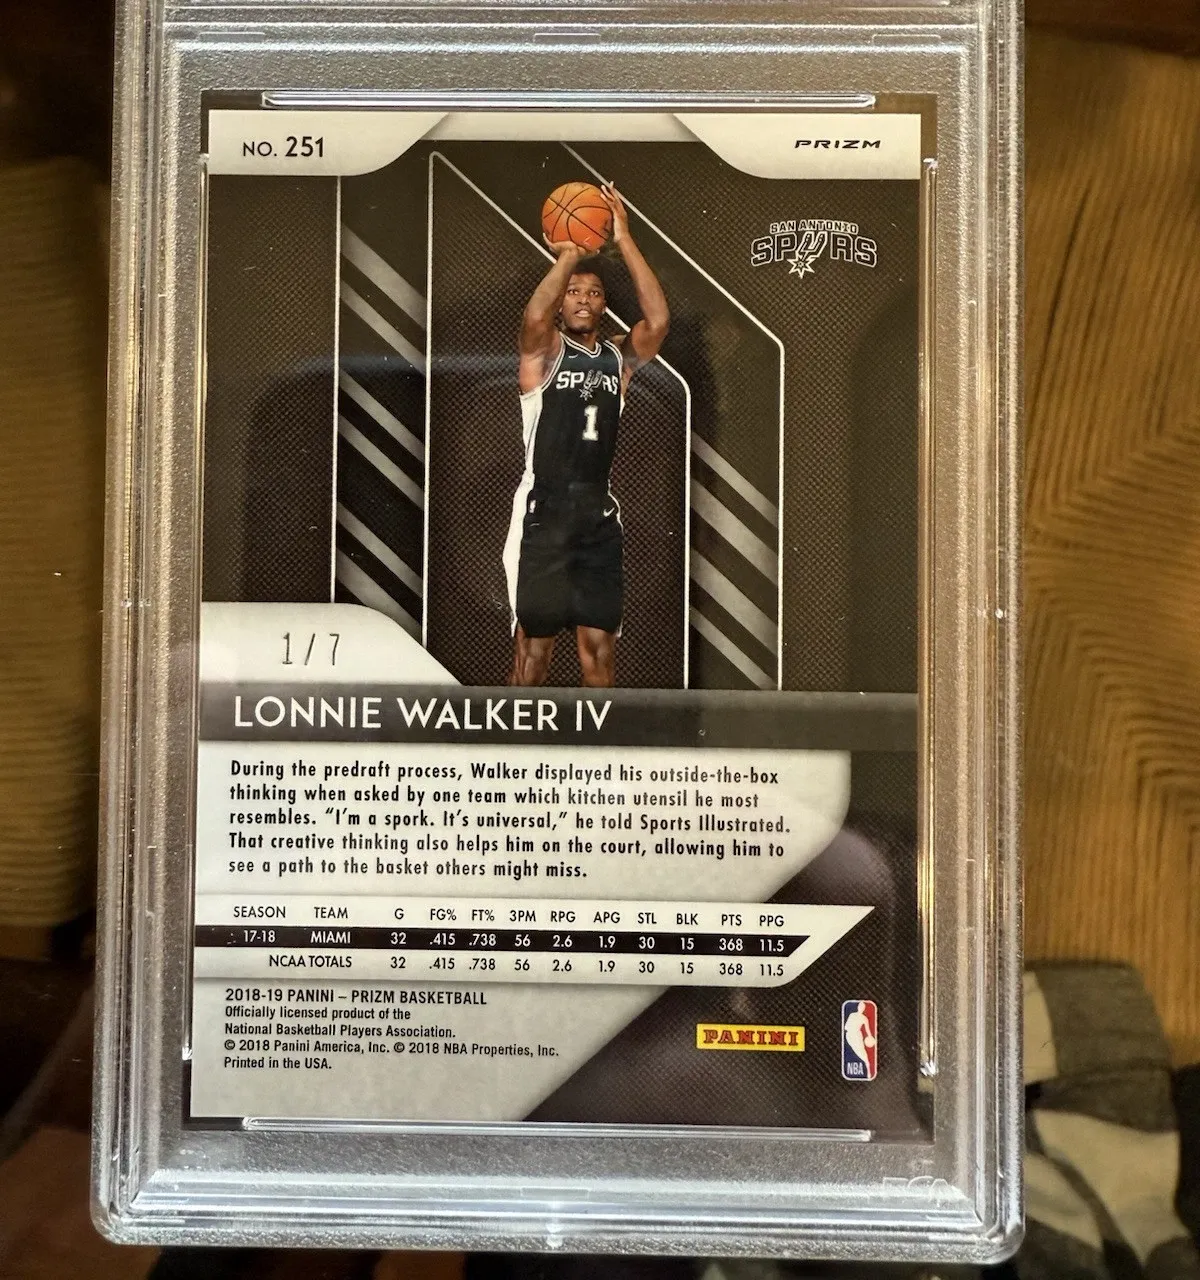 NO. 251
PRIZM
SAN ANTONIO
SPURS
SPURS
1
1/7
LONNIE WALKER IV
During the predraft process, Walker displayed his outside-the-box
thinking when asked by one team which kitchen utensil he most
resembles. “I’m a spork. It’s universal,” he told Sports Illustrated.
That creative thinking also helps him on the court, allowing him to
see a path to the basket others might miss.
SEASON TEAM G FG% FT% 3PM RPG APG STL BLK PTS PPG
17-18 MIAMI 32 .415 .738 56 2.6 1.9 30 15 368 11.5
NCAA TOTALS 32 .415 .738 56 2.6 1.9 30 15 368 11.5
2018-19 PANINI – PRIZM BASKETBALL
Officially licensed product of the
National Basketball Players Association.
© 2018 Panini America, Inc. © 2018 NBA Properties, Inc.
Printed in the USA.
PANINI
NBA